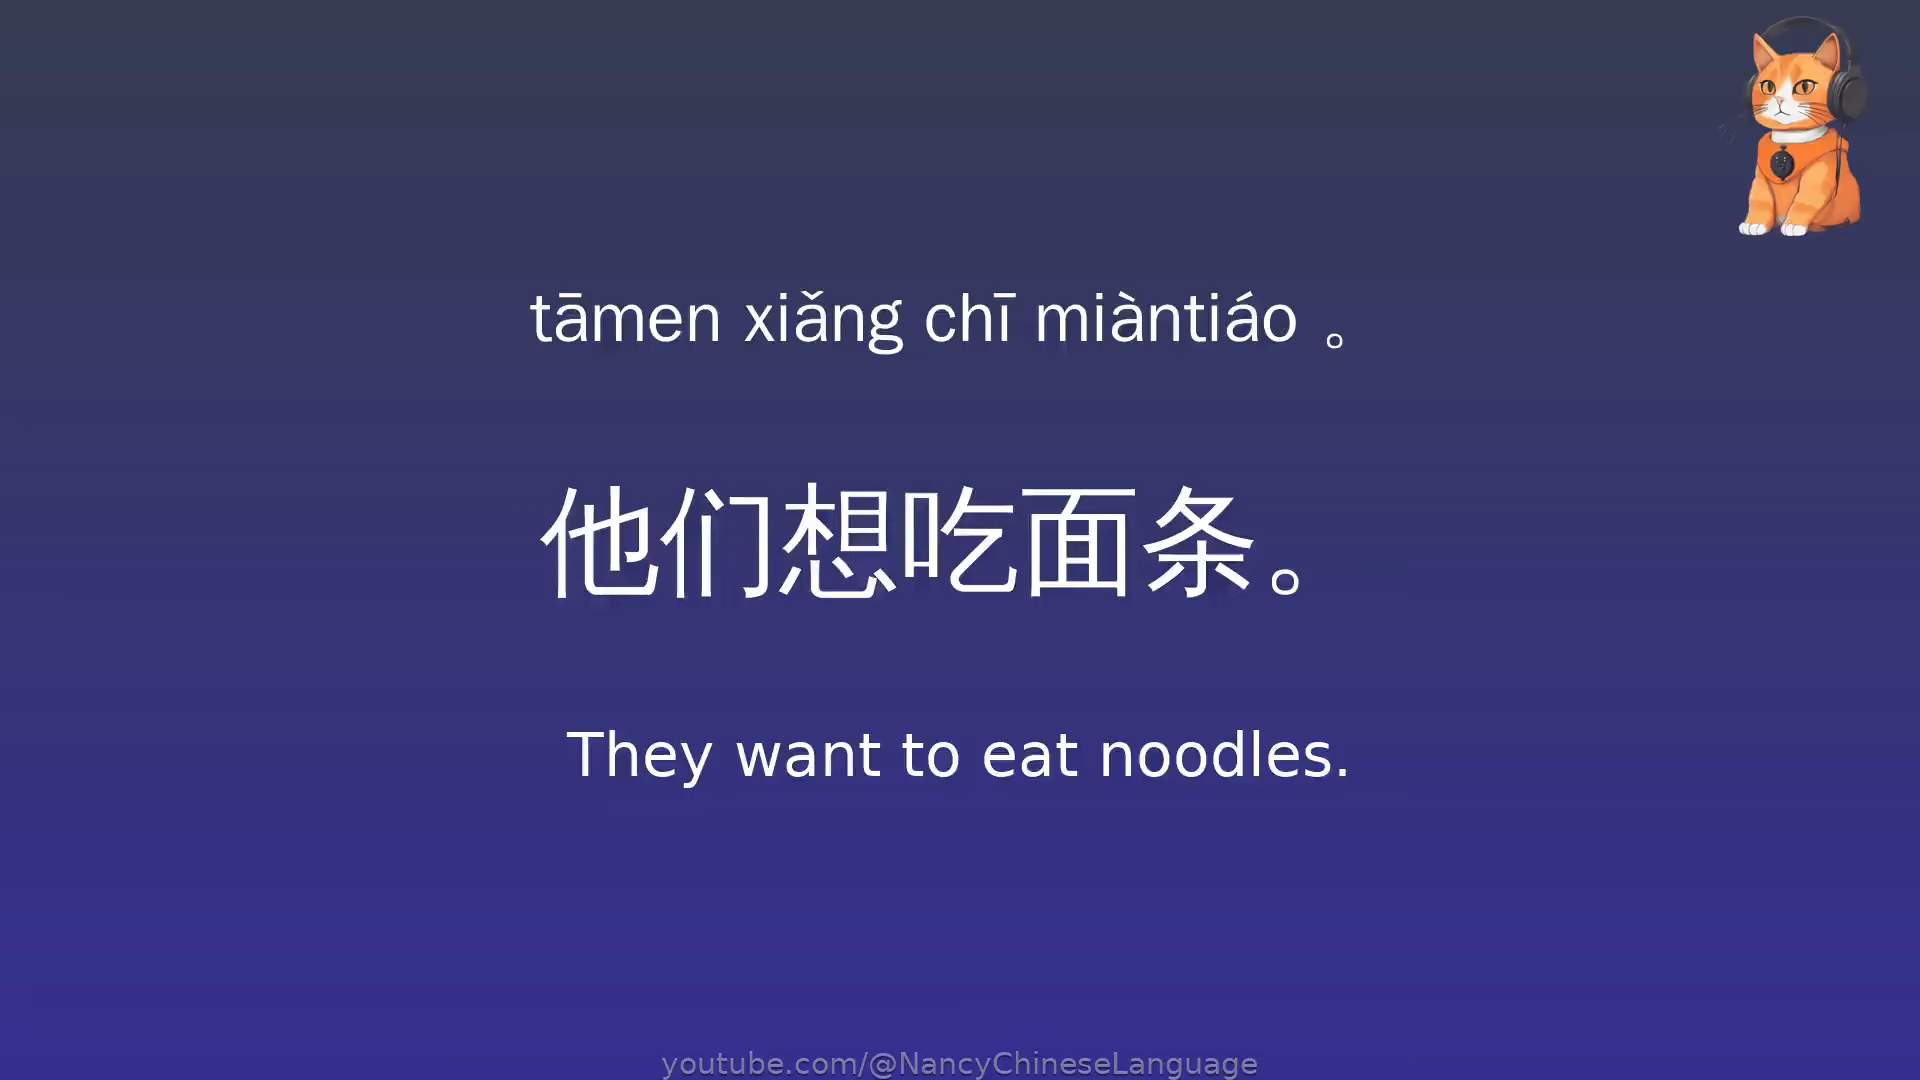 tāmen xiǎng chī miàntiáo 。
他们想吃面条。
They want to eat noodles.
youtube.com/@NancyChineseLanguage